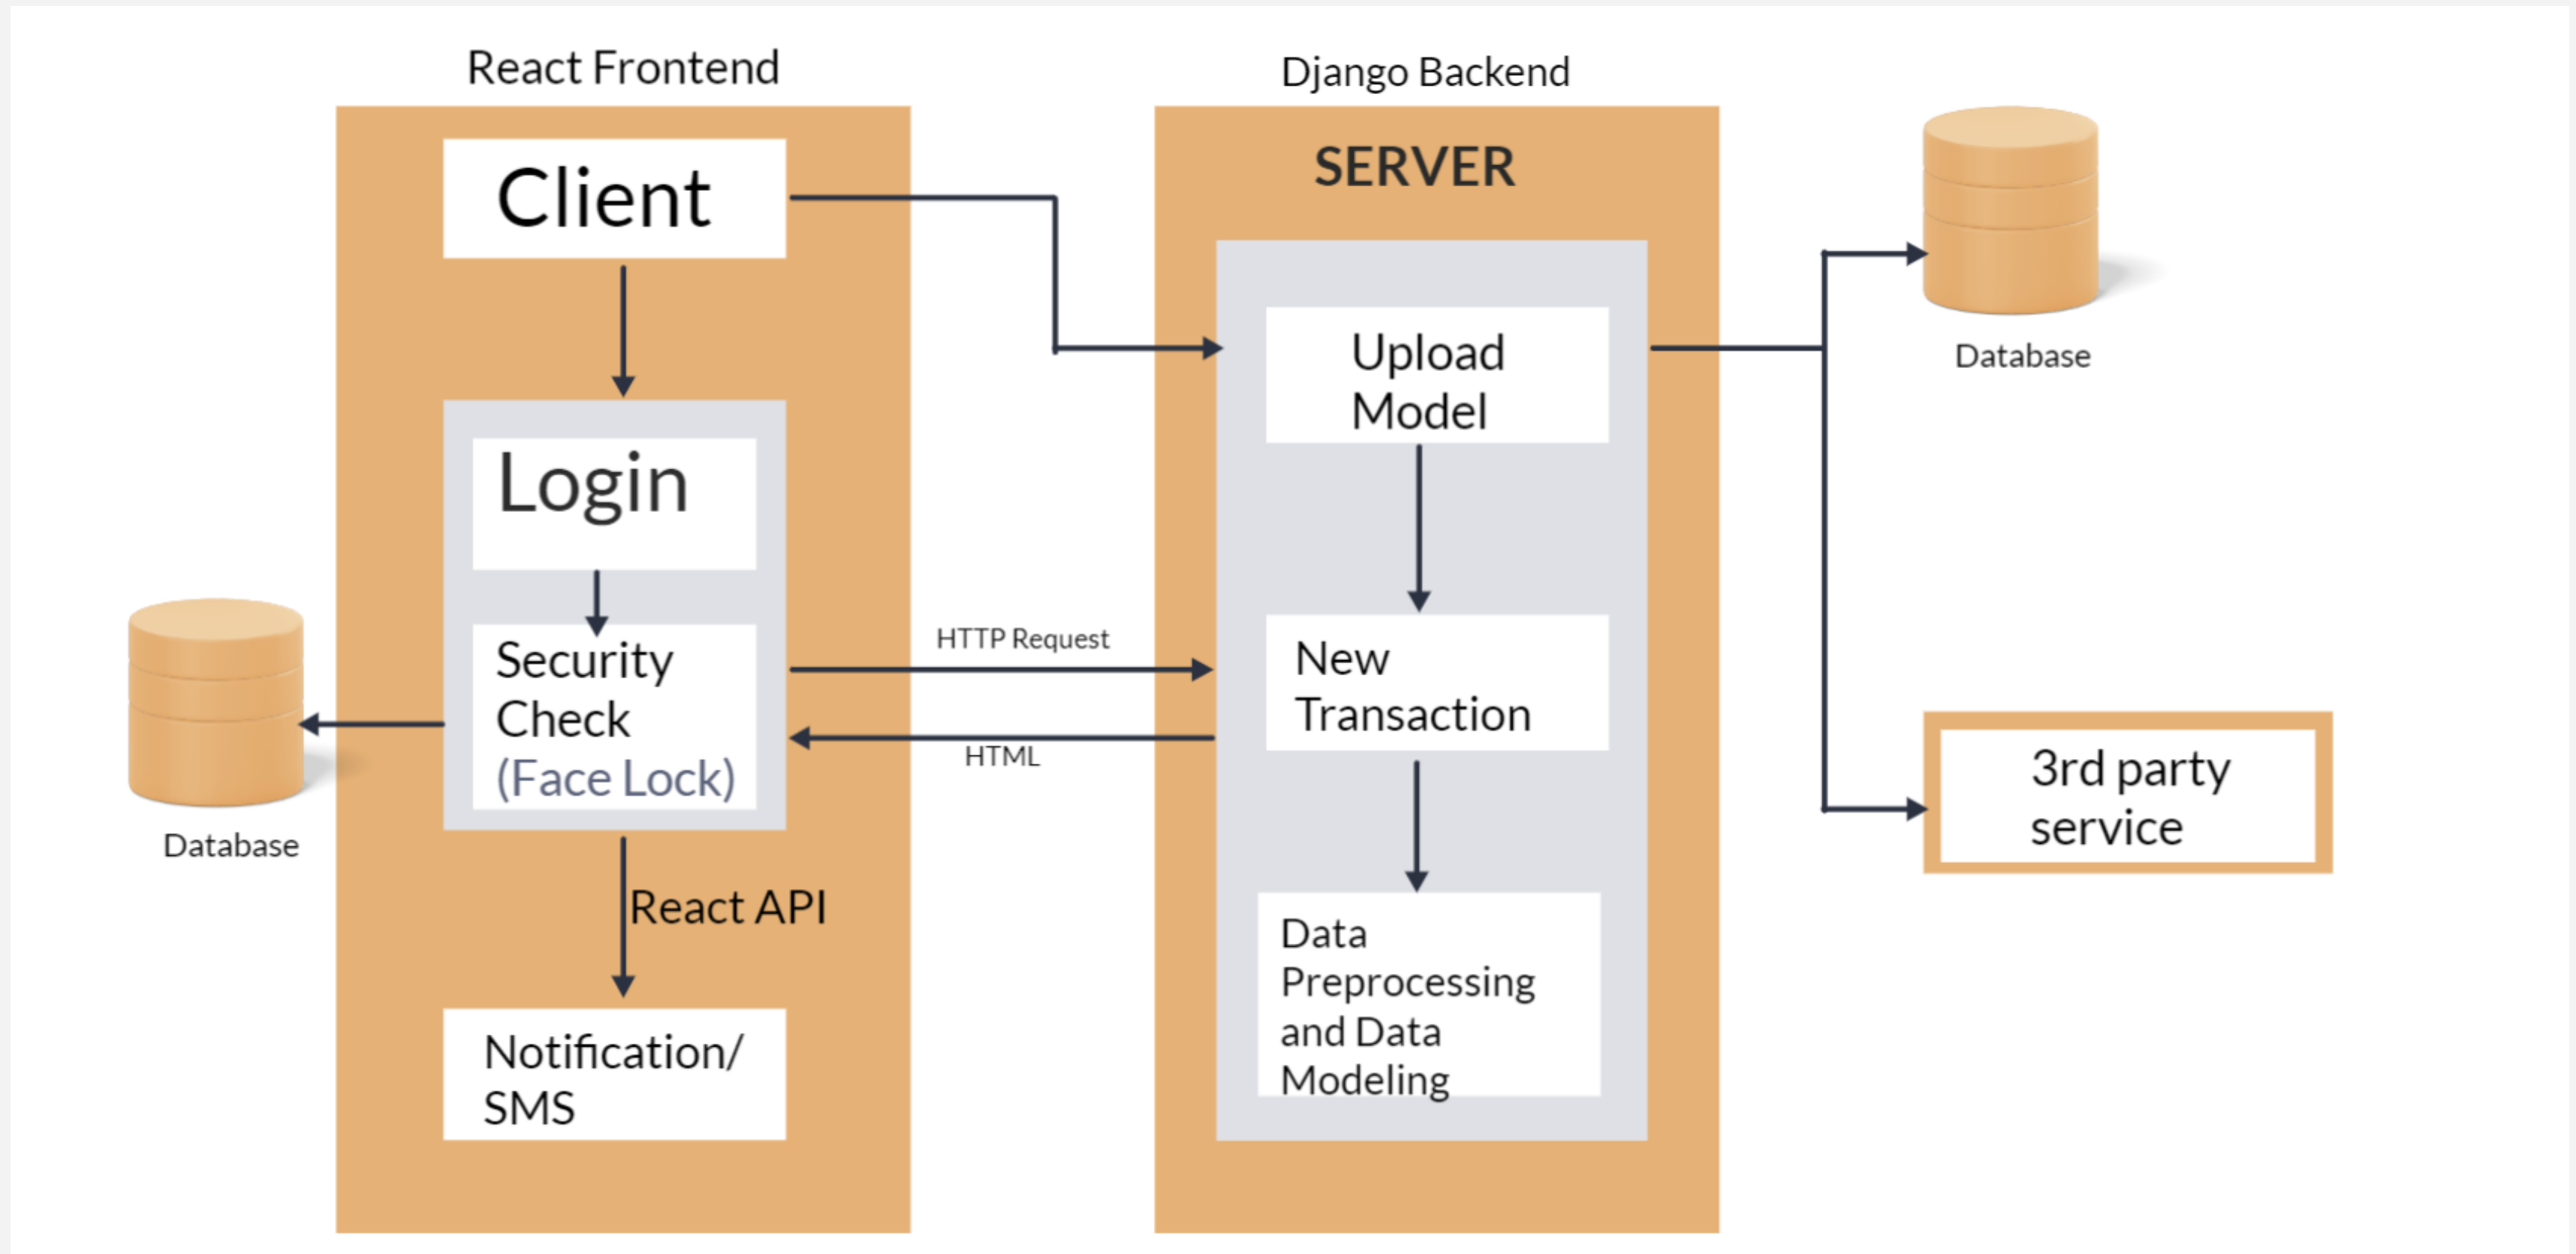 React Frontend
Client
Login
Security
Check
(Face Lock)
Database
React API
Notification/
SMS
HTTP Request
HTML
Django Backend
SERVER
Upload
Model
New
Transaction
Data
Preprocessing
and Data
Modeling
Database
3rd party
service